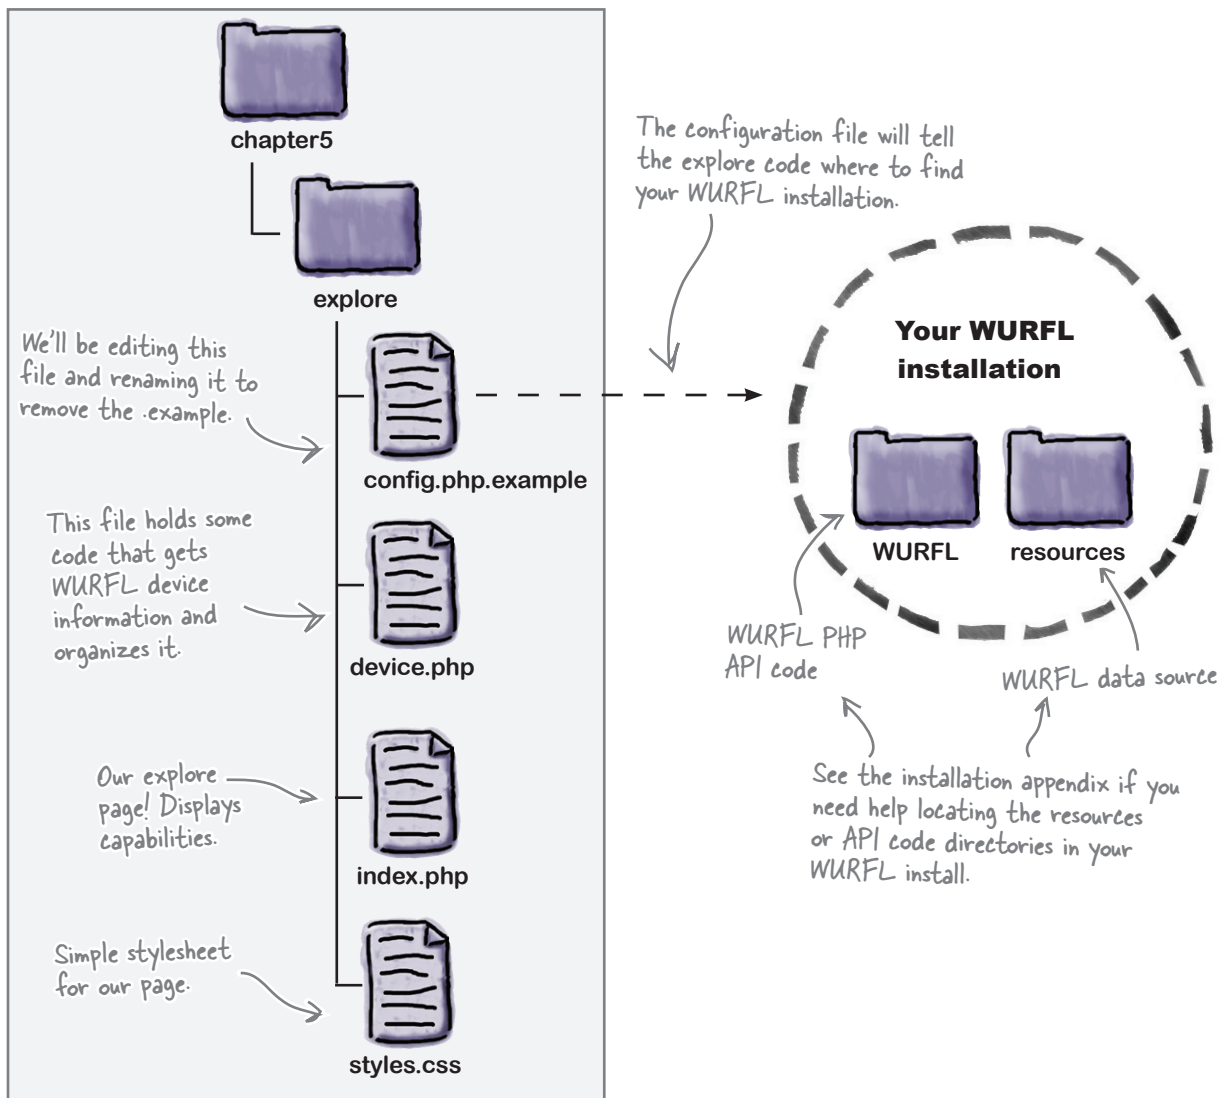 chapter5
explore
We'll be editing this
file and renaming it to
remove the .example.
config.php.example
This file holds some
code that gets
WURFL device
information and
organizes it.
device.php
Our explore
page! Displays
capabilities.
index.php
Simple stylesheet
for our page.
styles.css
The configuration file will tell
the explore code where to find
your WURFL installation.
Your WURFL
installation
WURFL
resources
WURFL PHP
API code
WURFL data source
See the installation appendix if you
need help locating the resources
or API code directories in your
WURFL install.